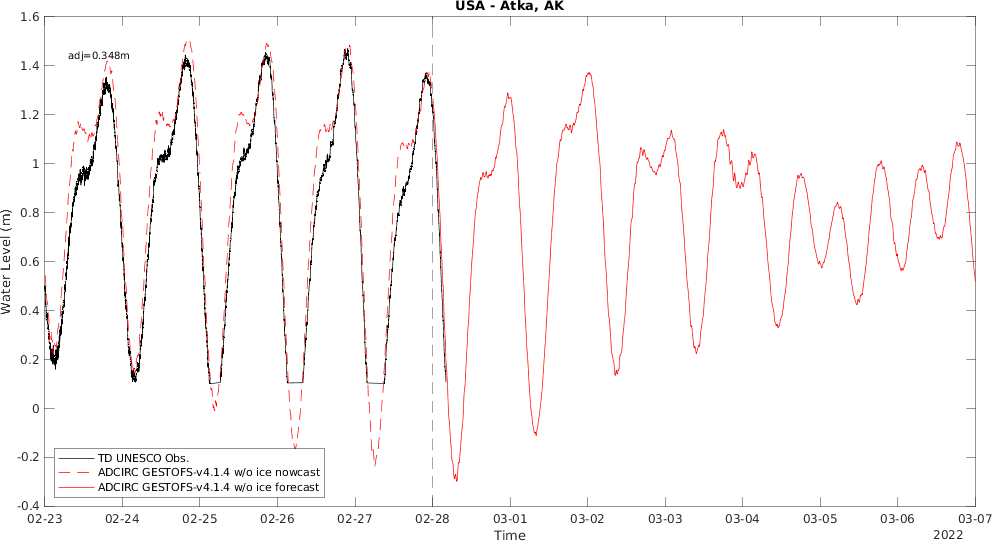 USA - Atka, AK
adj=0.348m
1.6
1.4
1.2
1
0.8
0.6
0.4
0.2
0
-0.2
-0.4
Water Level (m)
TD UNESCO Obs.
ADCIRC GESTOFS-v4.1.4 w/o ice nowcast
ADCIRC GESTOFS-v4.1.4 w/o ice forecast
02-23 02-24 02-25 02-26 02-27 02-28 03-01 03-02 03-03 03-04 03-05 03-06 03-07
Time
2022